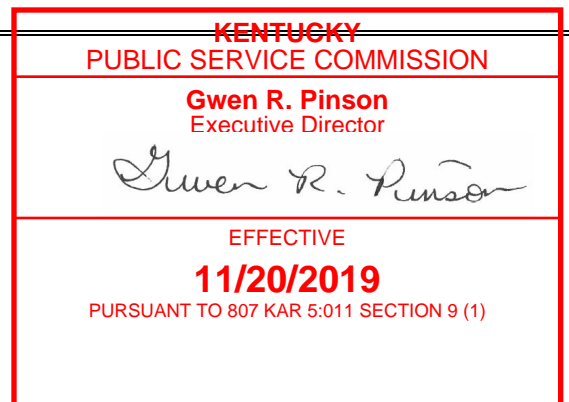 KENTUCKY
PUBLIC SERVICE COMMISSION
Gwen R. Pinson
Executive Director
Gwen R. Pinson
EFFECTIVE
11/20/2019
PURSUANT TO 807 KAR 5:011 SECTION 9 (1)